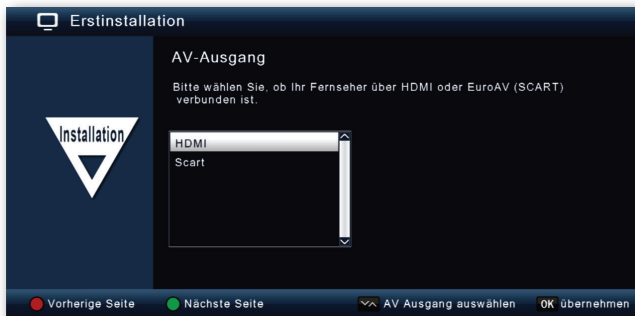 Erstinstallation
AV-Ausgang
Bitte wählen Sie, ob Ihr Fernseher über HDMI oder EuroAV (SCART)
verbunden ist.
Installation
HDMI
Scart
Vorherige Seite
Nächste Seite
AV Ausgang auswählen
OK übernehmen